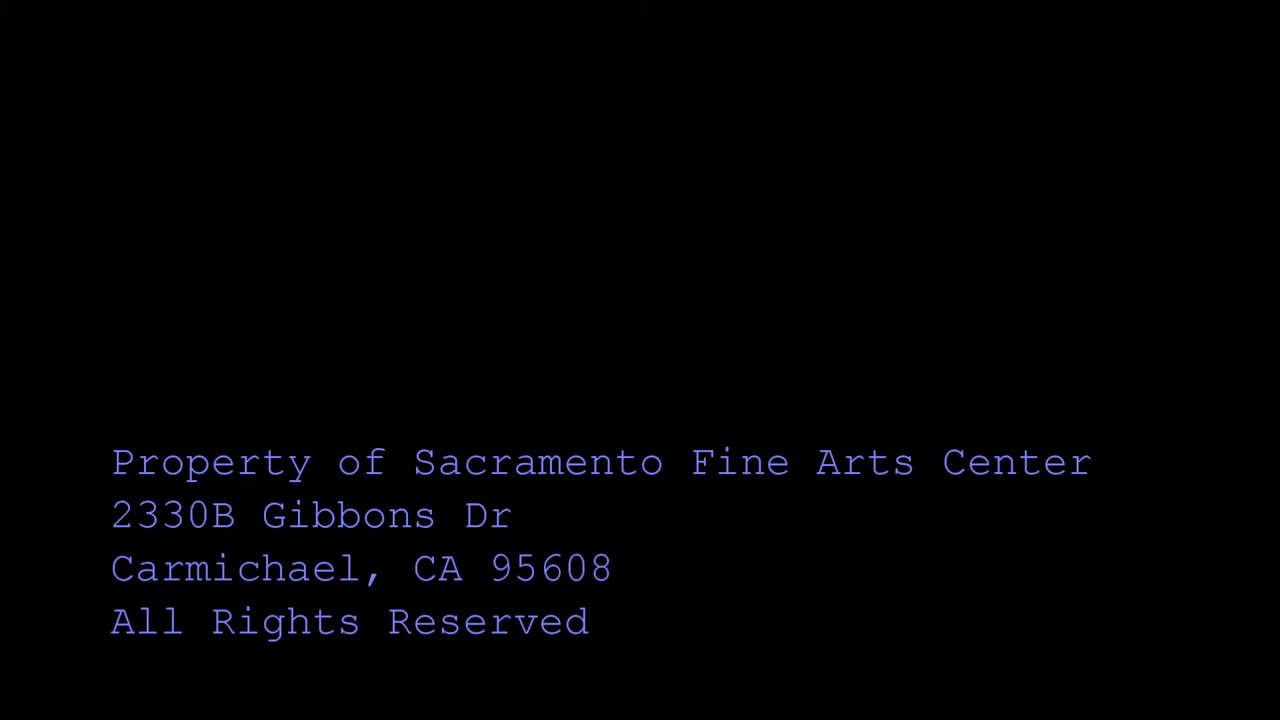 Property of Sacramento Fine Arts Center
2330B Gibbons Dr
Carmichael, CA 95608
All Rights Reserved